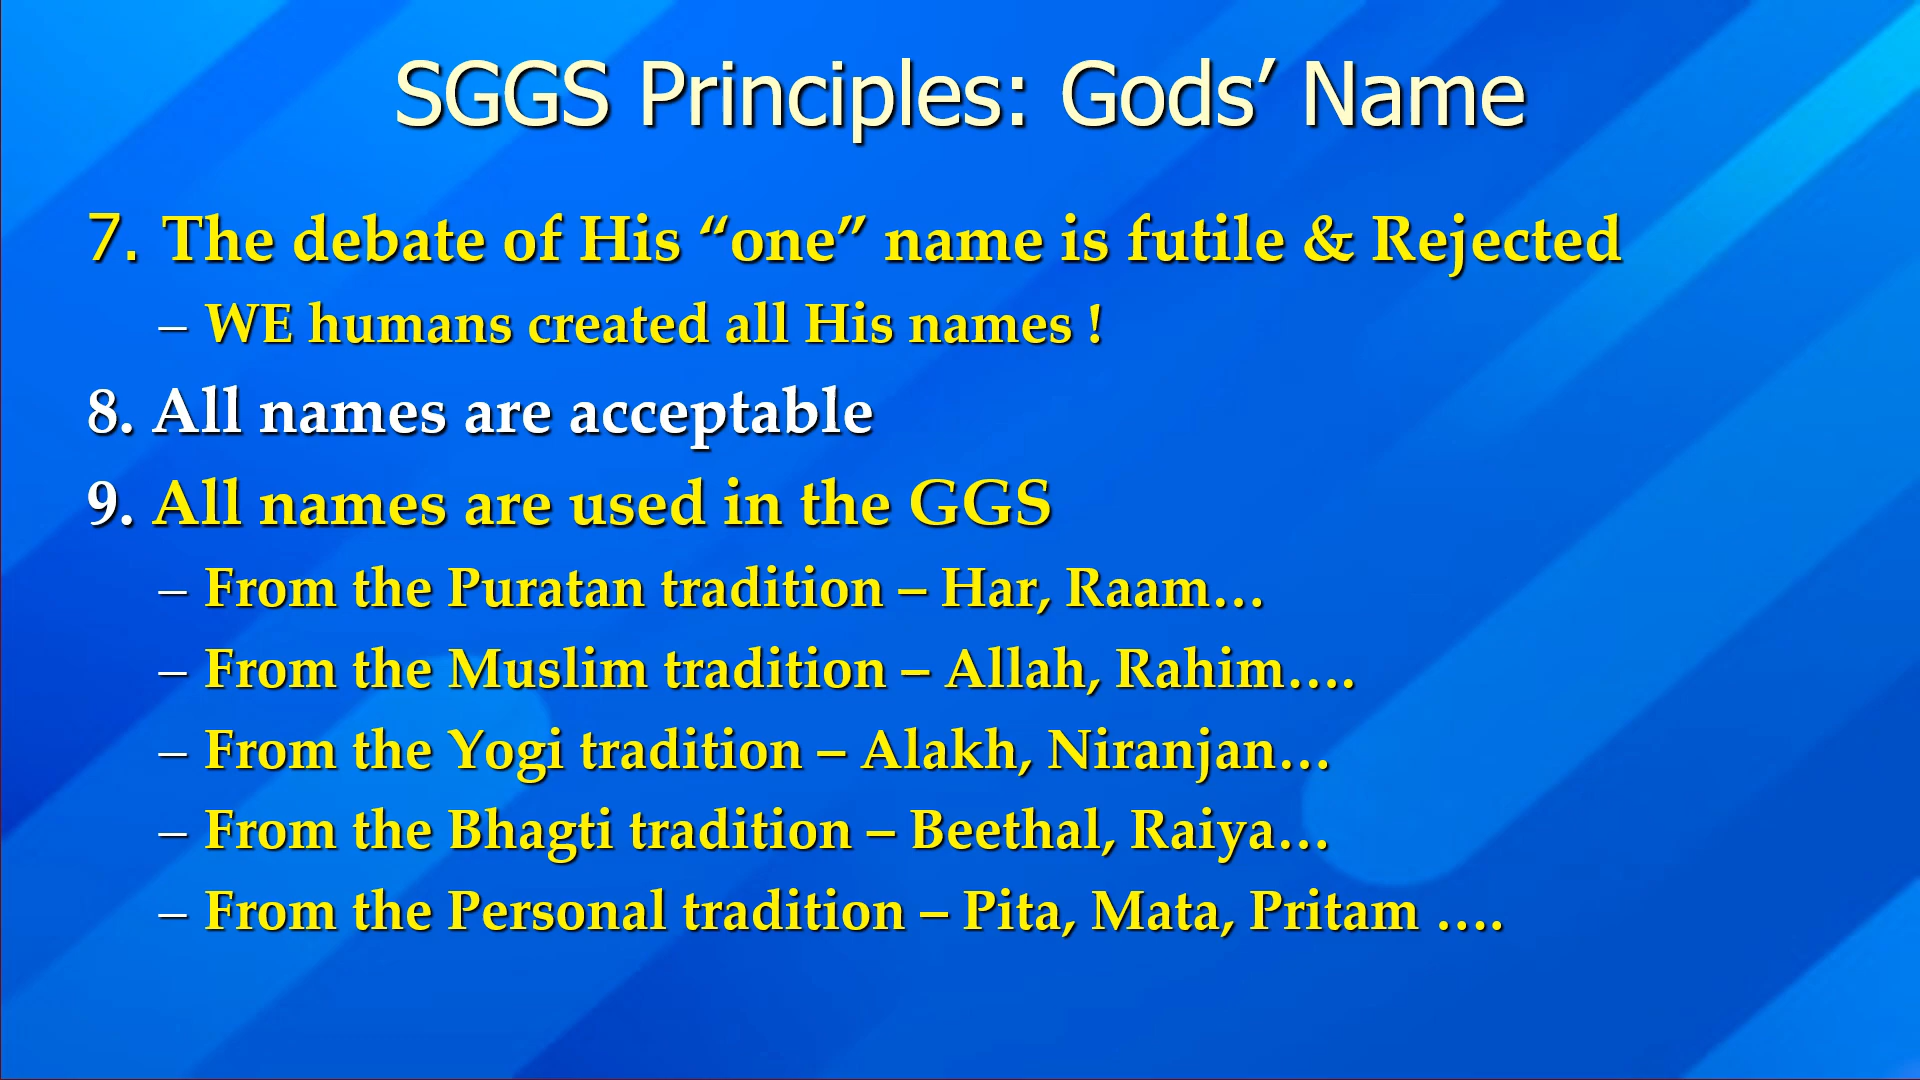 SGGS Principles: Gods’ Name
7. The debate of His “one” name is futile & Rejected
– WE humans created all His names !
8. All names are acceptable
9. All names are used in the GGS
– From the Puratan tradition – Har, Raam…
– From the Muslim tradition – Allah, Rahim….
– From the Yogi tradition – Alakh, Niranjan…
– From the Bhagti tradition – Beethal, Raiya…
– From the Personal tradition – Pita, Mata, Pritam ….